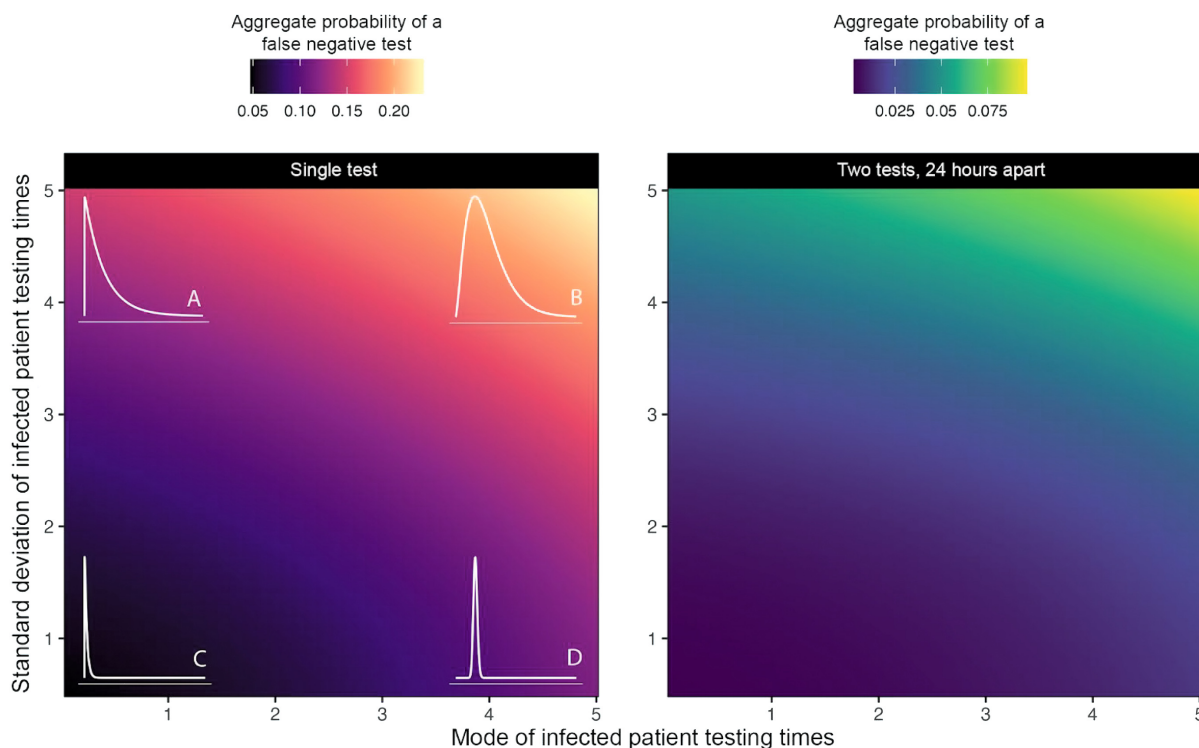 Aggregate probability of a
false negative test
0.05 0.10 0.15 0.20
Aggregate probability of a
false negative test
0.025 0.05 0.075
Single test
Two tests, 24 hours apart
Standard deviation of infected patient testing times
5
4
3
2
1
A
B
C
D
1 2 3 4 5
5
4
3
2
1
1 2 3 4 5
Mode of infected patient testing times